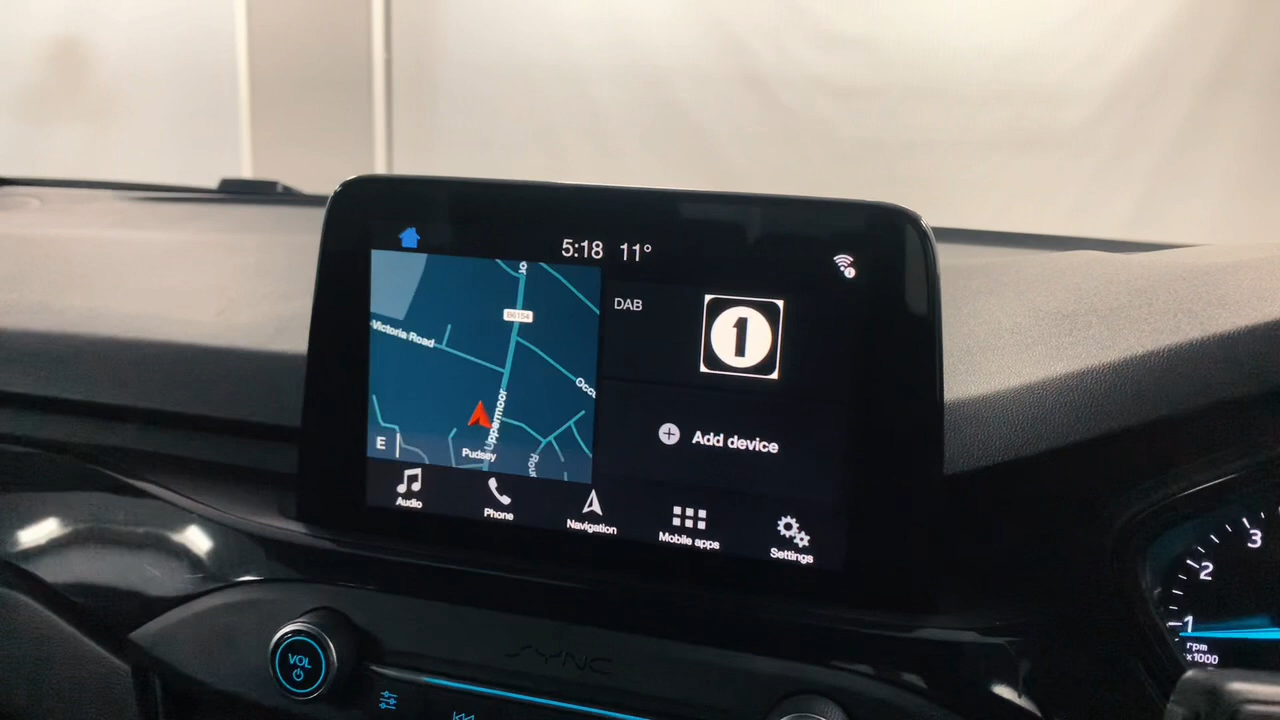 5:18 11°
DAB
1
B6154
Victoria Road
Uppermoor
E
Pudsey
Add device
Audio
Phone
Navigation
Mobile apps
Settings
VOL
SYNC
3
2
1
rpm
x1000